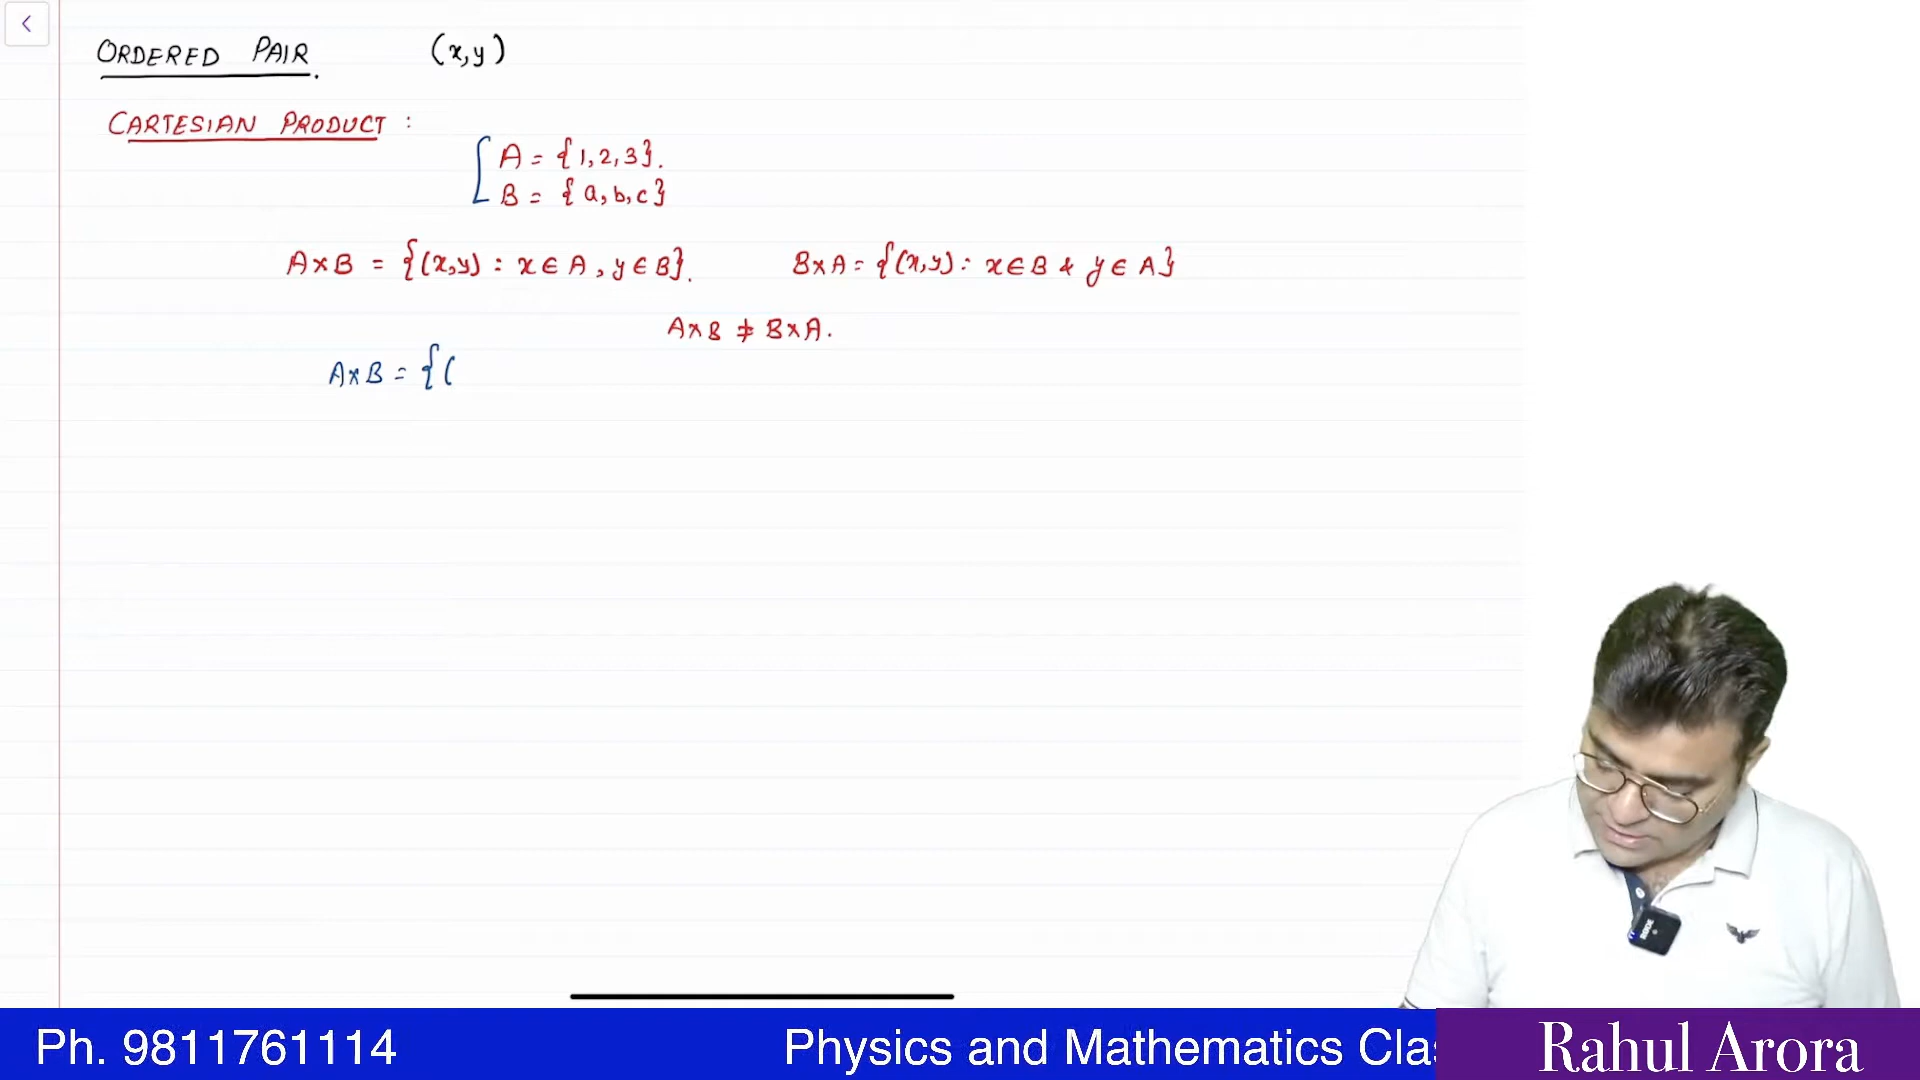 ORDERED PAIR. (x,y)
CARTESIAN PRODUCT :
A = {1,2,3}.
B = {a,b,c}
A×B = {(x,y) : x∈A , y∈B}. B×A = {(x,y) : x∈B & y∈A}
A×B ≠ B×A.
A×B = {(
Ph. 9811761114 Physics and Mathematics Clas Rahul Arora